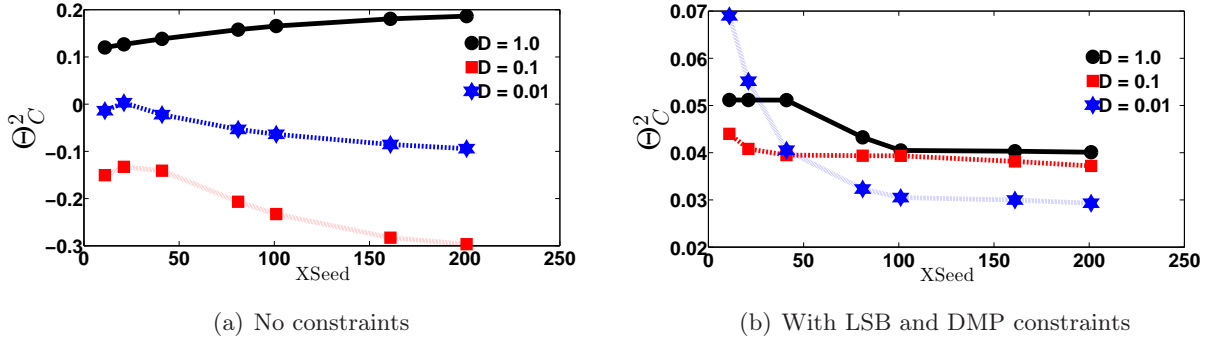 0.2
0.1
0
−0.1
−0.2
−0.3
Θ²_C
0 50 100 150 200 250
XSeed
D = 1.0
D = 0.1
D = 0.01
(a) No constraints
0.07
0.06
0.05
0.04
0.03
0.02
Θ²_C
0 50 100 150 200 250
XSeed
D = 1.0
D = 0.1
D = 0.01
(b) With LSB and DMP constraints